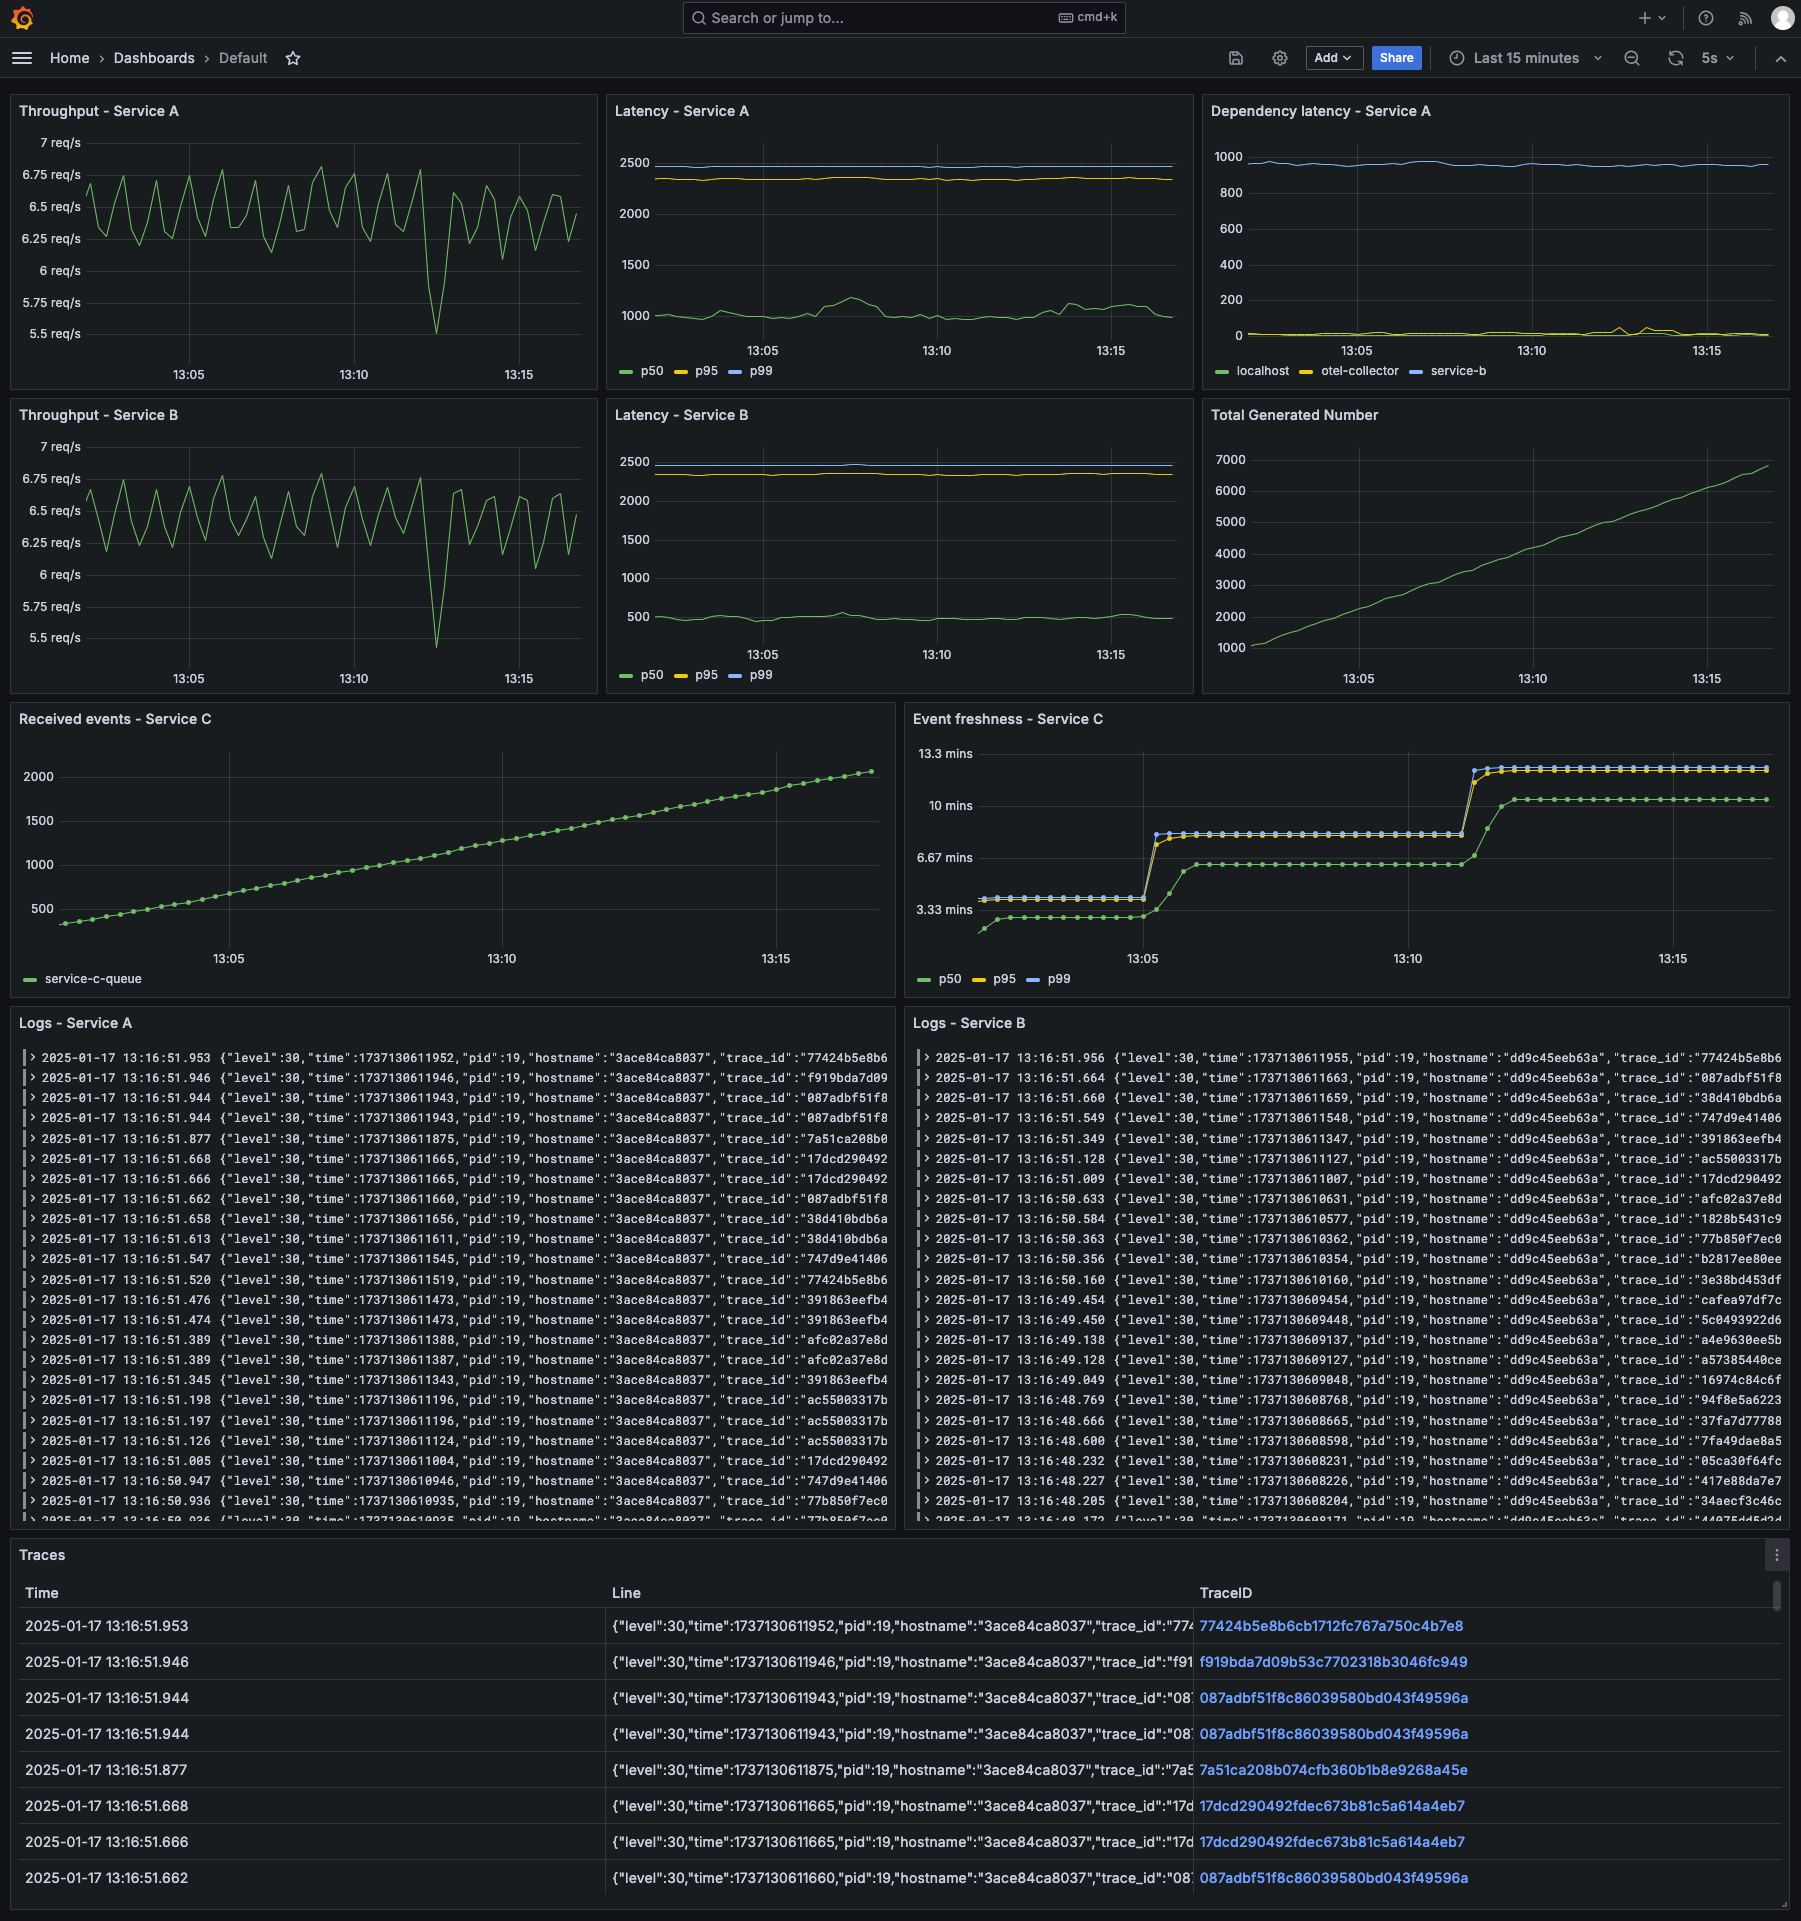 Search or jump to... cmd+k
Home › Dashboards › Default Add Share Last 15 minutes 5s
Throughput - Service A
7 req/s
6.75 req/s
6.5 req/s
6.25 req/s
6 req/s
5.75 req/s
5.5 req/s
13:05 13:10 13:15
Latency - Service A
2500
2000
1500
1000
13:05 13:10 13:15
p50 p95 p99
Dependency latency - Service A
1000
800
600
400
200
0
13:05 13:10 13:15
localhost otel-collector service-b
Throughput - Service B
7 req/s
6.75 req/s
6.5 req/s
6.25 req/s
6 req/s
5.75 req/s
5.5 req/s
13:05 13:10 13:15
Latency - Service B
2500
2000
1500
1000
500
13:05 13:10 13:15
p50 p95 p99
Total Generated Number
7000
6000
5000
4000
3000
2000
1000
13:05 13:10 13:15
Received events - Service C
2000
1500
1000
500
13:05 13:10 13:15
service-c-queue
Event freshness - Service C
13.3 mins
10 mins
6.67 mins
3.33 mins
13:05 13:10 13:15
p50 p95 p99
Logs - Service A
2025-01-17 13:16:51.953 {"level":30,"time":1737130611952,"pid":19,"hostname":"3ace84ca8037","trace_id":"77424b5e8b6
2025-01-17 13:16:51.946 {"level":30,"time":1737130611946,"pid":19,"hostname":"3ace84ca8037","trace_id":"f919bda7d09
2025-01-17 13:16:51.944 {"level":30,"time":1737130611943,"pid":19,"hostname":"3ace84ca8037","trace_id":"087adbf51f8
2025-01-17 13:16:51.944 {"level":30,"time":1737130611943,"pid":19,"hostname":"3ace84ca8037","trace_id":"087adbf51f8
2025-01-17 13:16:51.877 {"level":30,"time":1737130611875,"pid":19,"hostname":"3ace84ca8037","trace_id":"7a51ca208b0
2025-01-17 13:16:51.668 {"level":30,"time":1737130611665,"pid":19,"hostname":"3ace84ca8037","trace_id":"17dcd290492
2025-01-17 13:16:51.666 {"level":30,"time":1737130611665,"pid":19,"hostname":"3ace84ca8037","trace_id":"17dcd290492
2025-01-17 13:16:51.662 {"level":30,"time":1737130611660,"pid":19,"hostname":"3ace84ca8037","trace_id":"087adbf51f8
2025-01-17 13:16:51.658 {"level":30,"time":1737130611656,"pid":19,"hostname":"3ace84ca8037","trace_id":"38d410bdb6a
2025-01-17 13:16:51.613 {"level":30,"time":1737130611611,"pid":19,"hostname":"3ace84ca8037","trace_id":"38d410bdb6a
2025-01-17 13:16:51.547 {"level":30,"time":1737130611545,"pid":19,"hostname":"3ace84ca8037","trace_id":"747d9e41406
2025-01-17 13:16:51.520 {"level":30,"time":1737130611519,"pid":19,"hostname":"3ace84ca8037","trace_id":"77424b5e8b6
2025-01-17 13:16:51.476 {"level":30,"time":1737130611473,"pid":19,"hostname":"3ace84ca8037","trace_id":"391863eefb4
2025-01-17 13:16:51.474 {"level":30,"time":1737130611473,"pid":19,"hostname":"3ace84ca8037","trace_id":"391863eefb4
2025-01-17 13:16:51.389 {"level":30,"time":1737130611388,"pid":19,"hostname":"3ace84ca8037","trace_id":"afc02a37e8d
2025-01-17 13:16:51.389 {"level":30,"time":1737130611387,"pid":19,"hostname":"3ace84ca8037","trace_id":"afc02a37e8d
2025-01-17 13:16:51.345 {"level":30,"time":1737130611343,"pid":19,"hostname":"3ace84ca8037","trace_id":"391863eefb4
2025-01-17 13:16:51.198 {"level":30,"time":1737130611196,"pid":19,"hostname":"3ace84ca8037","trace_id":"ac55003317b
2025-01-17 13:16:51.197 {"level":30,"time":1737130611196,"pid":19,"hostname":"3ace84ca8037","trace_id":"ac55003317b
2025-01-17 13:16:51.126 {"level":30,"time":1737130611124,"pid":19,"hostname":"3ace84ca8037","trace_id":"ac55003317b
2025-01-17 13:16:51.005 {"level":30,"time":1737130611004,"pid":19,"hostname":"3ace84ca8037","trace_id":"17dcd290492
2025-01-17 13:16:50.947 {"level":30,"time":1737130610946,"pid":19,"hostname":"3ace84ca8037","trace_id":"747d9e41406
2025-01-17 13:16:50.936 {"level":30,"time":1737130610935,"pid":19,"hostname":"3ace84ca8037","trace_id":"77b850f7ec0
2025-01-17 13:16:50.936 {"level":30,"time":1737130610935,"pid":19,"hostname":"3ace84ca8037","trace_id":"77b850f7ec0
Logs - Service B
2025-01-17 13:16:51.956 {"level":30,"time":1737130611955,"pid":19,"hostname":"dd9c45eeb63a","trace_id":"77424b5e8b6
2025-01-17 13:16:51.664 {"level":30,"time":1737130611663,"pid":19,"hostname":"dd9c45eeb63a","trace_id":"087adbf51f8
2025-01-17 13:16:51.660 {"level":30,"time":1737130611659,"pid":19,"hostname":"dd9c45eeb63a","trace_id":"38d410bdb6a
2025-01-17 13:16:51.549 {"level":30,"time":1737130611548,"pid":19,"hostname":"dd9c45eeb63a","trace_id":"747d9e41406
2025-01-17 13:16:51.349 {"level":30,"time":1737130611347,"pid":19,"hostname":"dd9c45eeb63a","trace_id":"391863eefb4
2025-01-17 13:16:51.128 {"level":30,"time":1737130611127,"pid":19,"hostname":"dd9c45eeb63a","trace_id":"ac55003317b
2025-01-17 13:16:51.009 {"level":30,"time":1737130611007,"pid":19,"hostname":"dd9c45eeb63a","trace_id":"17dcd290492
2025-01-17 13:16:50.633 {"level":30,"time":1737130610631,"pid":19,"hostname":"dd9c45eeb63a","trace_id":"afc02a37e8d
2025-01-17 13:16:50.584 {"level":30,"time":1737130610577,"pid":19,"hostname":"dd9c45eeb63a","trace_id":"1828b5431c9
2025-01-17 13:16:50.363 {"level":30,"time":1737130610362,"pid":19,"hostname":"dd9c45eeb63a","trace_id":"77b850f7ec0
2025-01-17 13:16:50.356 {"level":30,"time":1737130610354,"pid":19,"hostname":"dd9c45eeb63a","trace_id":"b2817ee80ee
2025-01-17 13:16:50.160 {"level":30,"time":1737130610160,"pid":19,"hostname":"dd9c45eeb63a","trace_id":"3e38bd453df
2025-01-17 13:16:49.454 {"level":30,"time":1737130609454,"pid":19,"hostname":"dd9c45eeb63a","trace_id":"cafea97df7c
2025-01-17 13:16:49.450 {"level":30,"time":1737130609448,"pid":19,"hostname":"dd9c45eeb63a","trace_id":"5c0493922d6
2025-01-17 13:16:49.138 {"level":30,"time":1737130609137,"pid":19,"hostname":"dd9c45eeb63a","trace_id":"a4e9630ee5b
2025-01-17 13:16:49.128 {"level":30,"time":1737130609127,"pid":19,"hostname":"dd9c45eeb63a","trace_id":"a57385440ce
2025-01-17 13:16:49.049 {"level":30,"time":1737130609048,"pid":19,"hostname":"dd9c45eeb63a","trace_id":"16974c84c6f
2025-01-17 13:16:48.769 {"level":30,"time":1737130608768,"pid":19,"hostname":"dd9c45eeb63a","trace_id":"94f8e5a6223
2025-01-17 13:16:48.666 {"level":30,"time":1737130608665,"pid":19,"hostname":"dd9c45eeb63a","trace_id":"37fa7d77788
2025-01-17 13:16:48.600 {"level":30,"time":1737130608598,"pid":19,"hostname":"dd9c45eeb63a","trace_id":"7fa49dae8a5
2025-01-17 13:16:48.232 {"level":30,"time":1737130608231,"pid":19,"hostname":"dd9c45eeb63a","trace_id":"05ca30f64fc
2025-01-17 13:16:48.227 {"level":30,"time":1737130608226,"pid":19,"hostname":"dd9c45eeb63a","trace_id":"417e88da7e7
2025-01-17 13:16:48.205 {"level":30,"time":1737130608204,"pid":19,"hostname":"dd9c45eeb63a","trace_id":"34aecf3c46c
2025-01-17 13:16:48.172 {"level":30,"time":1737130608171,"pid":19,"hostname":"dd9c45eeb63a","trace_id":"44075dd5d2d
Traces
Time Line TraceID
2025-01-17 13:16:51.953 {"level":30,"time":1737130611952,"pid":19,"hostname":"3ace84ca8037","trace_id":"774 77424b5e8b6cb1712fc767a750c4b7e8
2025-01-17 13:16:51.946 {"level":30,"time":1737130611946,"pid":19,"hostname":"3ace84ca8037","trace_id":"f91 f919bda7d09b53c7702318b3046fc949
2025-01-17 13:16:51.944 {"level":30,"time":1737130611943,"pid":19,"hostname":"3ace84ca8037","trace_id":"087 087adbf51f8c86039580bd043f49596a
2025-01-17 13:16:51.944 {"level":30,"time":1737130611943,"pid":19,"hostname":"3ace84ca8037","trace_id":"087 087adbf51f8c86039580bd043f49596a
2025-01-17 13:16:51.877 {"level":30,"time":1737130611875,"pid":19,"hostname":"3ace84ca8037","trace_id":"7a5 7a51ca208b074cfb360b1b8e9268a45e
2025-01-17 13:16:51.668 {"level":30,"time":1737130611665,"pid":19,"hostname":"3ace84ca8037","trace_id":"17d 17dcd290492fdec673b81c5a614a4eb7
2025-01-17 13:16:51.666 {"level":30,"time":1737130611665,"pid":19,"hostname":"3ace84ca8037","trace_id":"17d 17dcd290492fdec673b81c5a614a4eb7
2025-01-17 13:16:51.662 {"level":30,"time":1737130611660,"pid":19,"hostname":"3ace84ca8037","trace_id":"087 087adbf51f8c86039580bd043f49596a